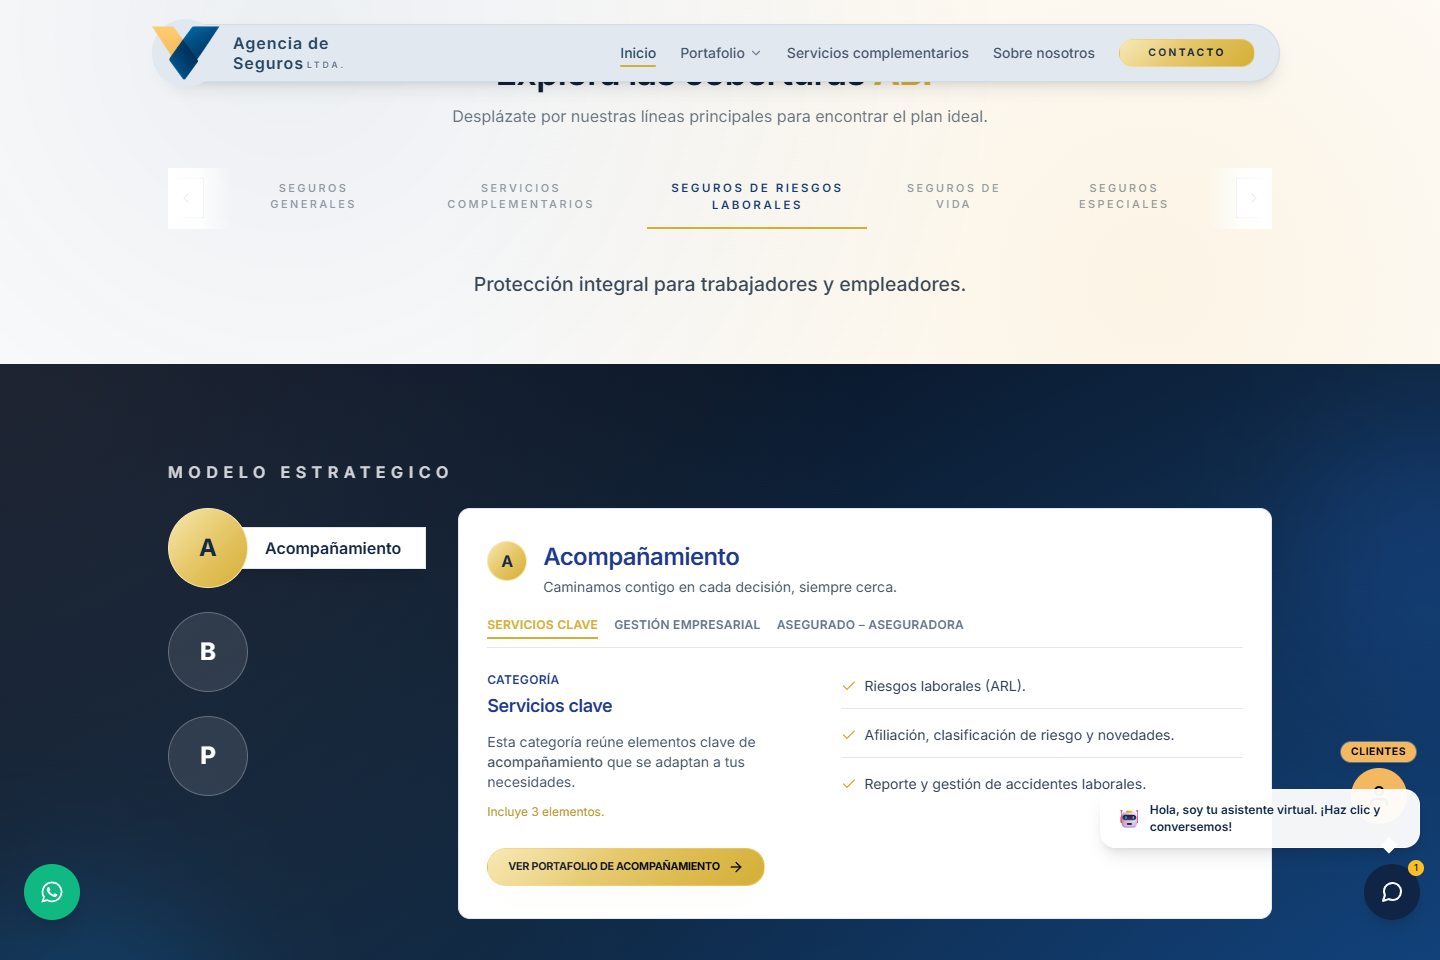 Agencia de
Seguros LTDA.
Inicio
Portafolio
Servicios complementarios
Sobre nosotros
CONTACTO
Explora las coberturas ABP
Desplázate por nuestras líneas principales para encontrar el plan ideal.
SEGUROS
GENERALES
SERVICIOS
COMPLEMENTARIOS
SEGUROS DE RIESGOS
LABORALES
SEGUROS DE
VIDA
SEGUROS
ESPECIALES
Protección integral para trabajadores y empleadores.
MODELO ESTRATEGICO
A
Acompañamiento
B
P
A
Acompañamiento
Caminamos contigo en cada decisión, siempre cerca.
SERVICIOS CLAVE
GESTIÓN EMPRESARIAL
ASEGURADO – ASEGURADORA
CATEGORÍA
Servicios clave
Esta categoría reúne elementos clave de
acompañamiento que se adaptan a tus
necesidades.
Incluye 3 elementos.
VER PORTAFOLIO DE ACOMPAÑAMIENTO
Riesgos laborales (ARL).
Afiliación, clasificación de riesgo y novedades.
Reporte y gestión de accidentes laborales.
CLIENTES
Hola, soy tu asistente virtual. ¡Haz clic y
conversemos!
1